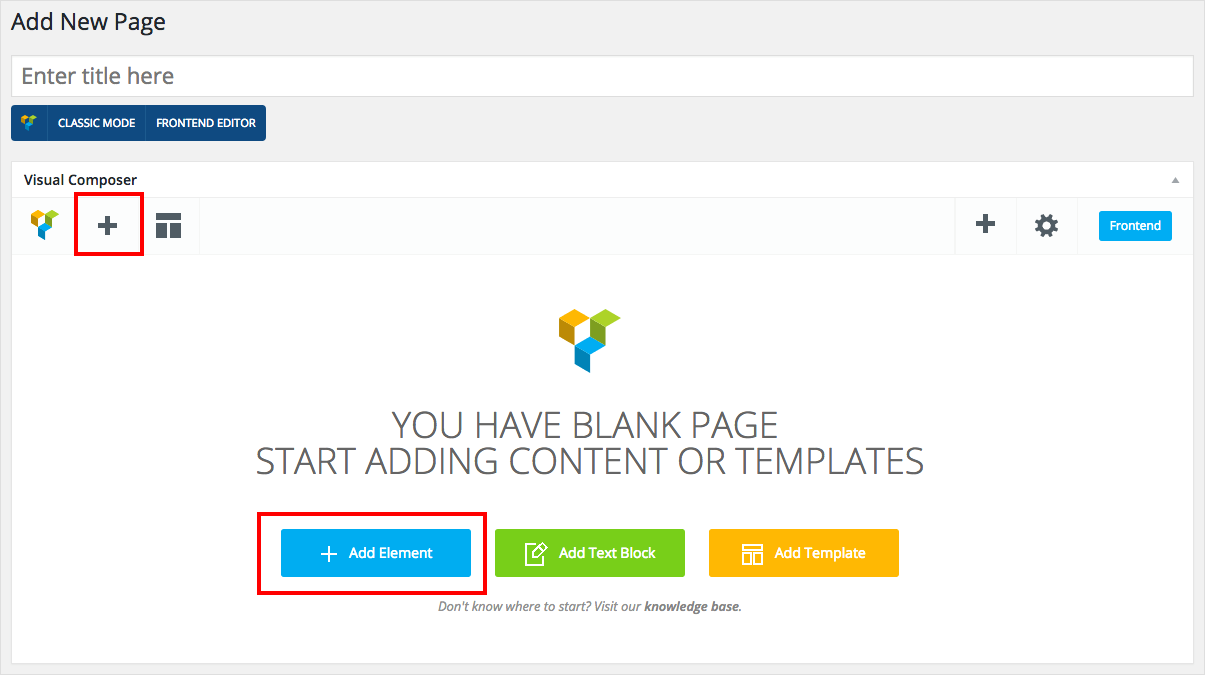 Add New Page
Enter title here
CLASSIC MODE FRONTEND EDITOR
Visual Composer
Frontend
YOU HAVE BLANK PAGE
START ADDING CONTENT OR TEMPLATES
Add Element Add Text Block Add Template
Don't know where to start? Visit our knowledge base.